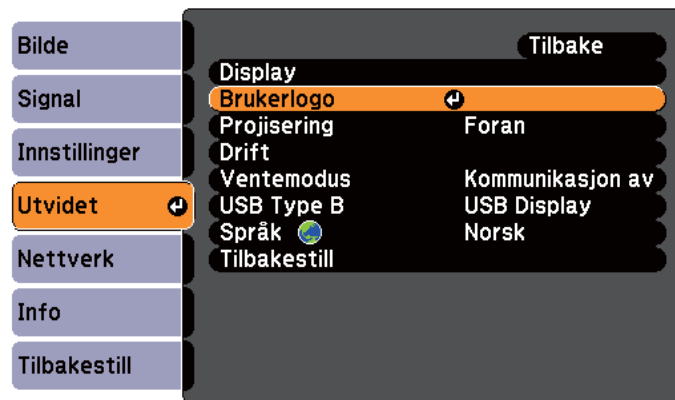 Bilde
Signal
Innstillinger
Utvidet
Nettverk
Info
Tilbakestill
Tilbake
Display
Brukerlogo
Projisering Foran
Drift
Ventemodus Kommunikasjon av
USB Type B USB Display
Språk Norsk
Tilbakestill